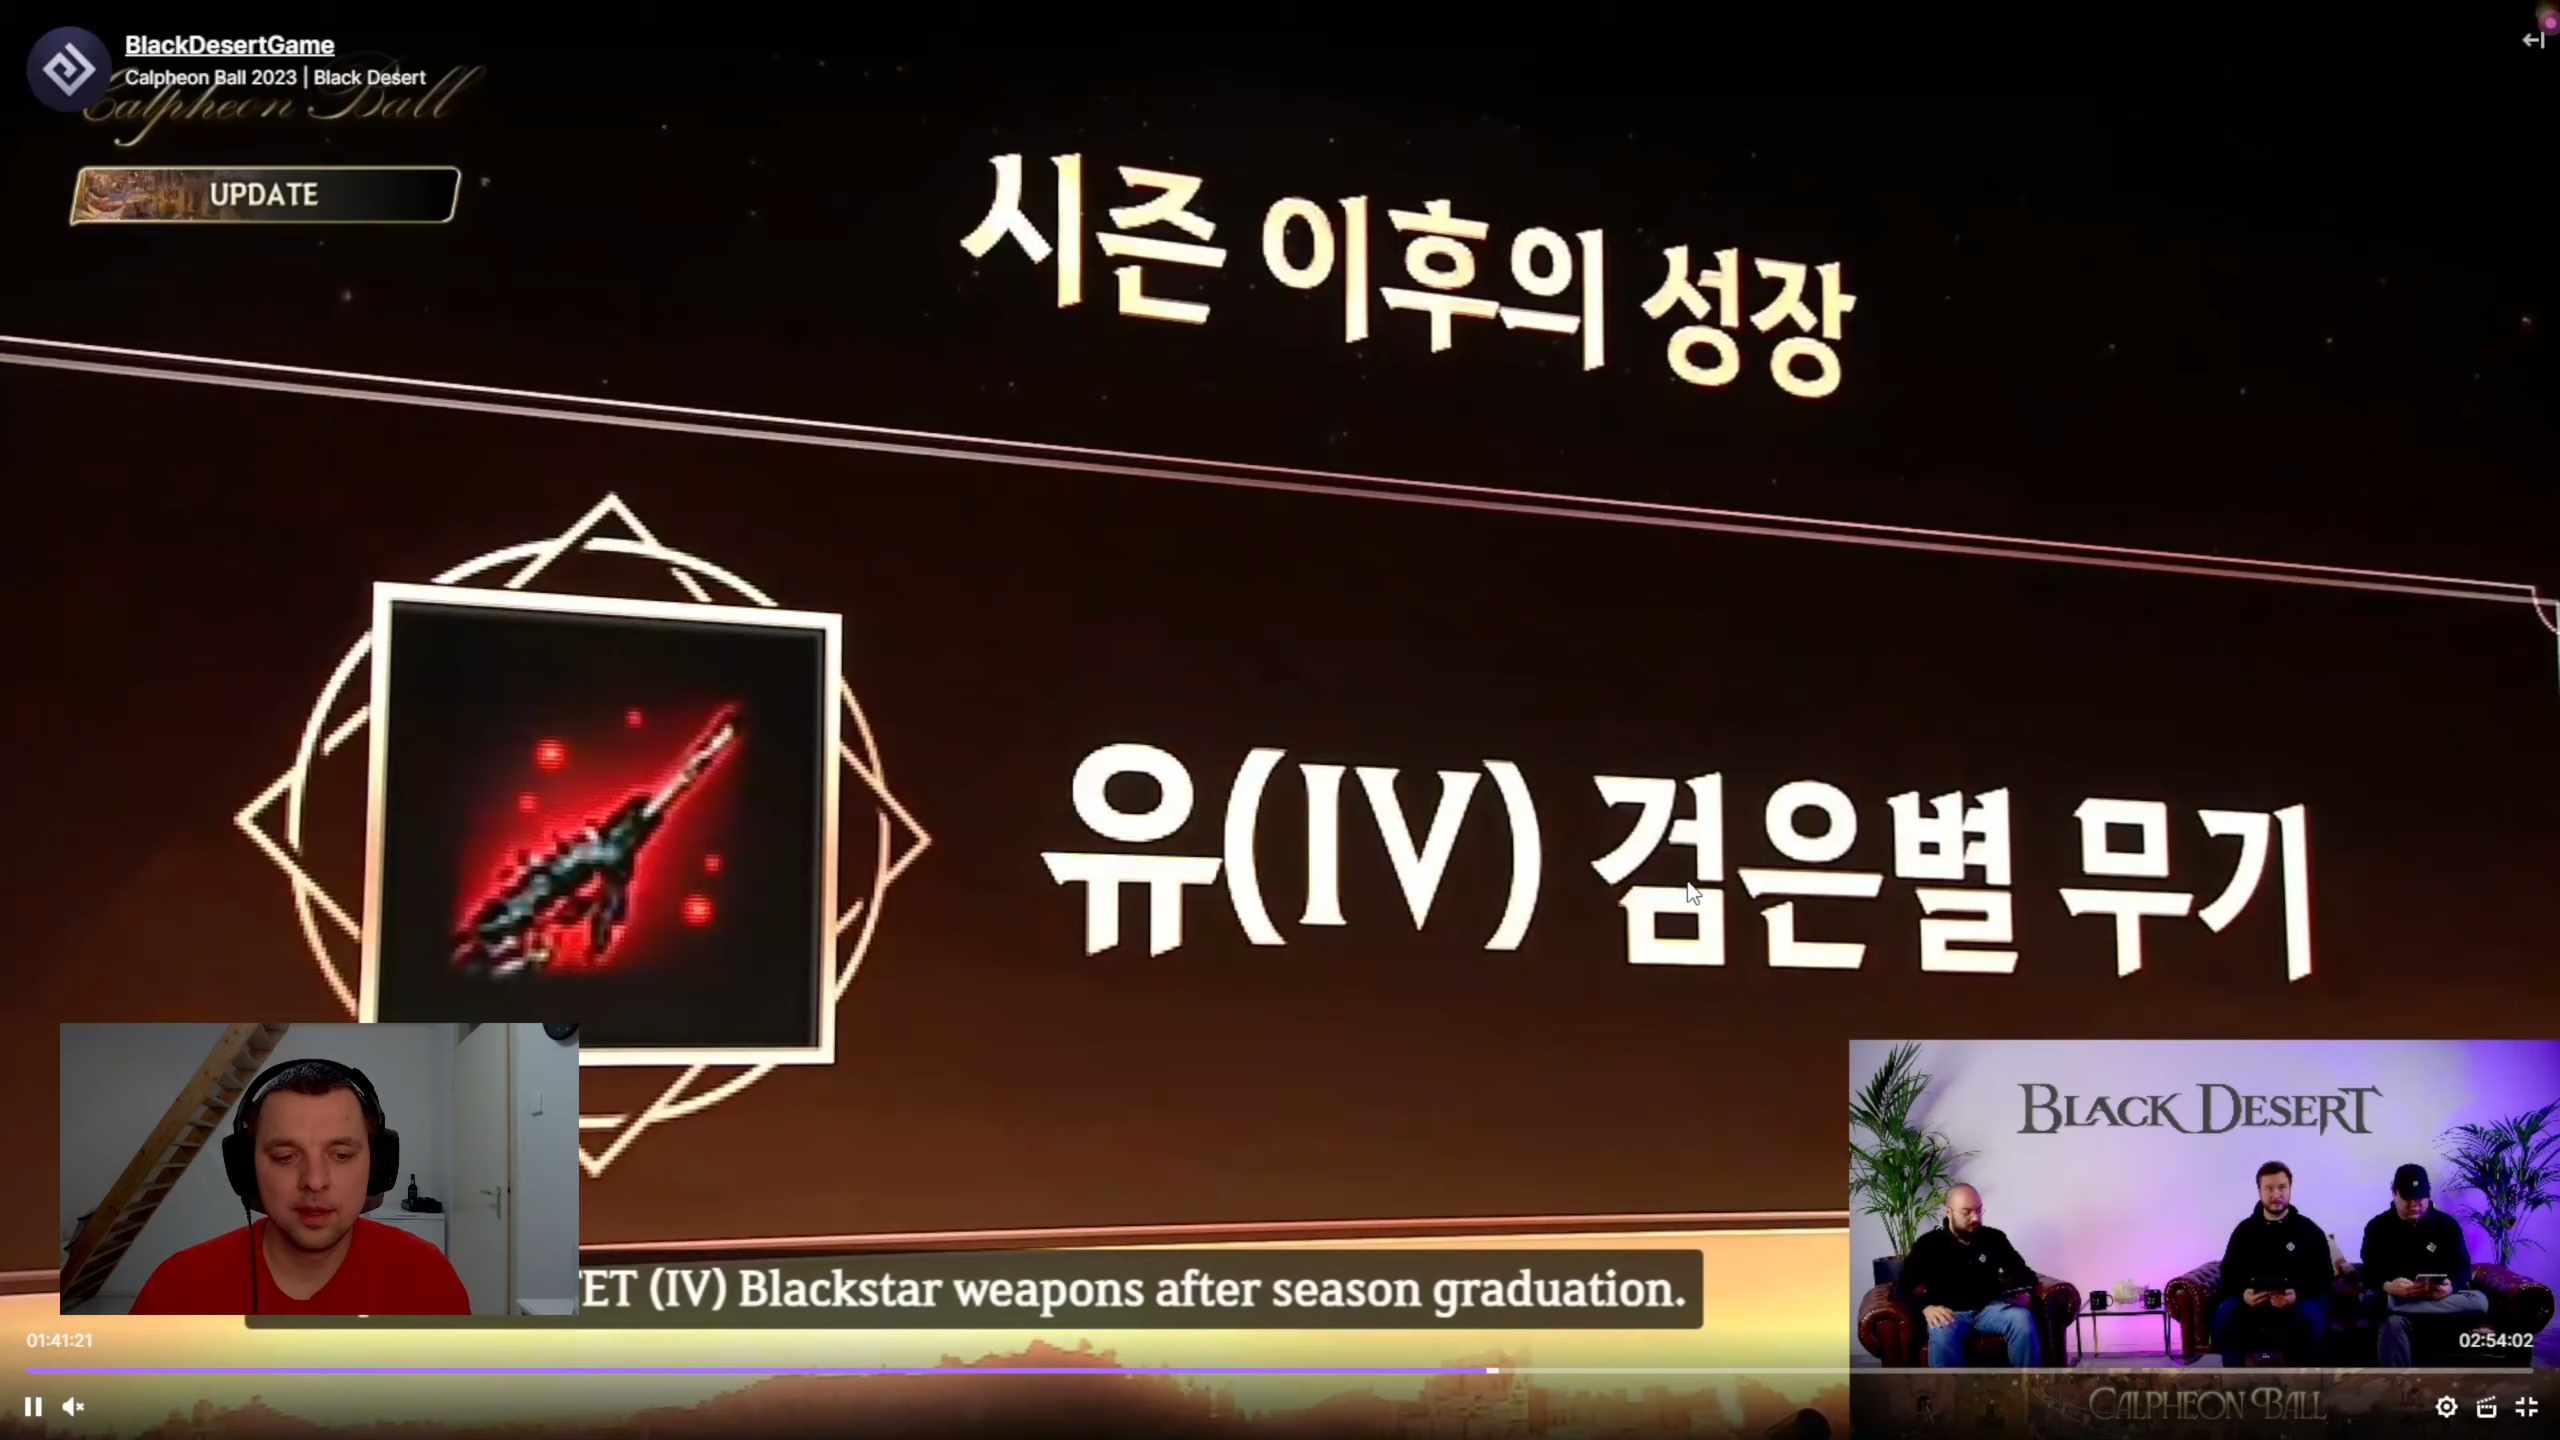 BlackDesertGame
Calpheon Ball 2023 | Black Desert
Calpheon Ball
UPDATE
시즌 이후의 성장
유(IV) 검은별 무기
BLACK DESERT
ET (IV) Blackstar weapons after season graduation.
01:41:21
02:54:02
CALPHEON BALL